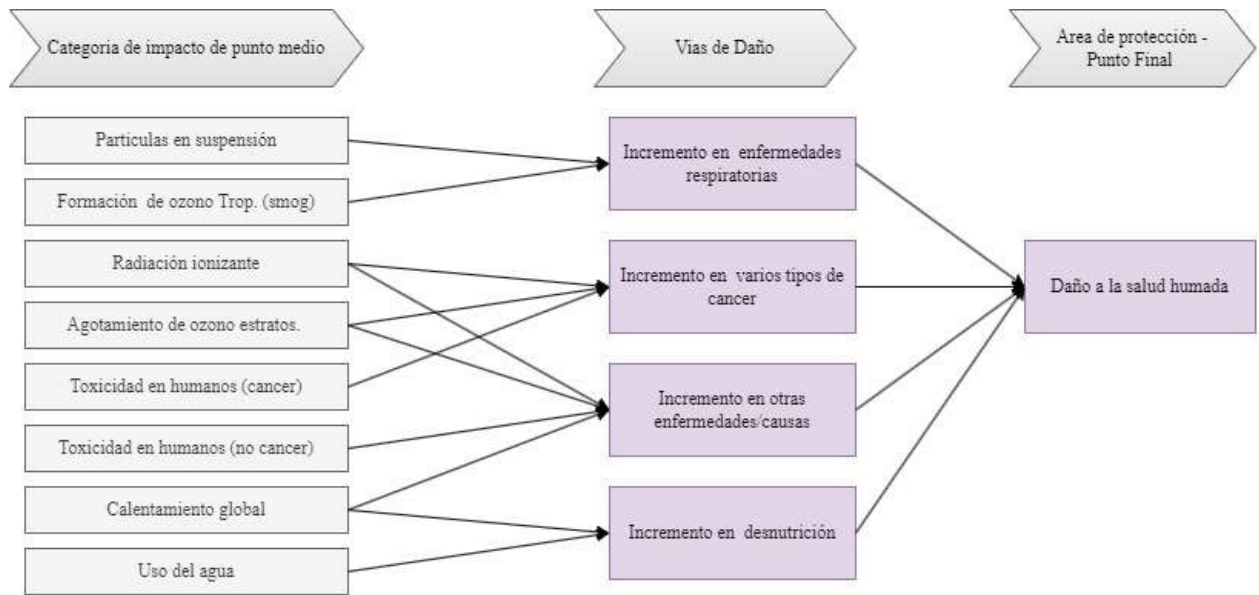 Categoria de impacto de punto medio
Vias de Daño
Area de protección -
Punto Final
Particulas en suspensión
Formación de ozono Trop. (smog)
Radiación ionizante
Agotamiento de ozono estratos.
Toxicidad en humanos (cancer)
Toxicidad en humanos (no cancer)
Calentamiento global
Uso del agua
Incremento en enfermedades
respiratorias
Incremento en varios tipos de
cancer
Incremento en otras
enfermedades/causas
Incremento en desnutrición
Daño a la salud humada